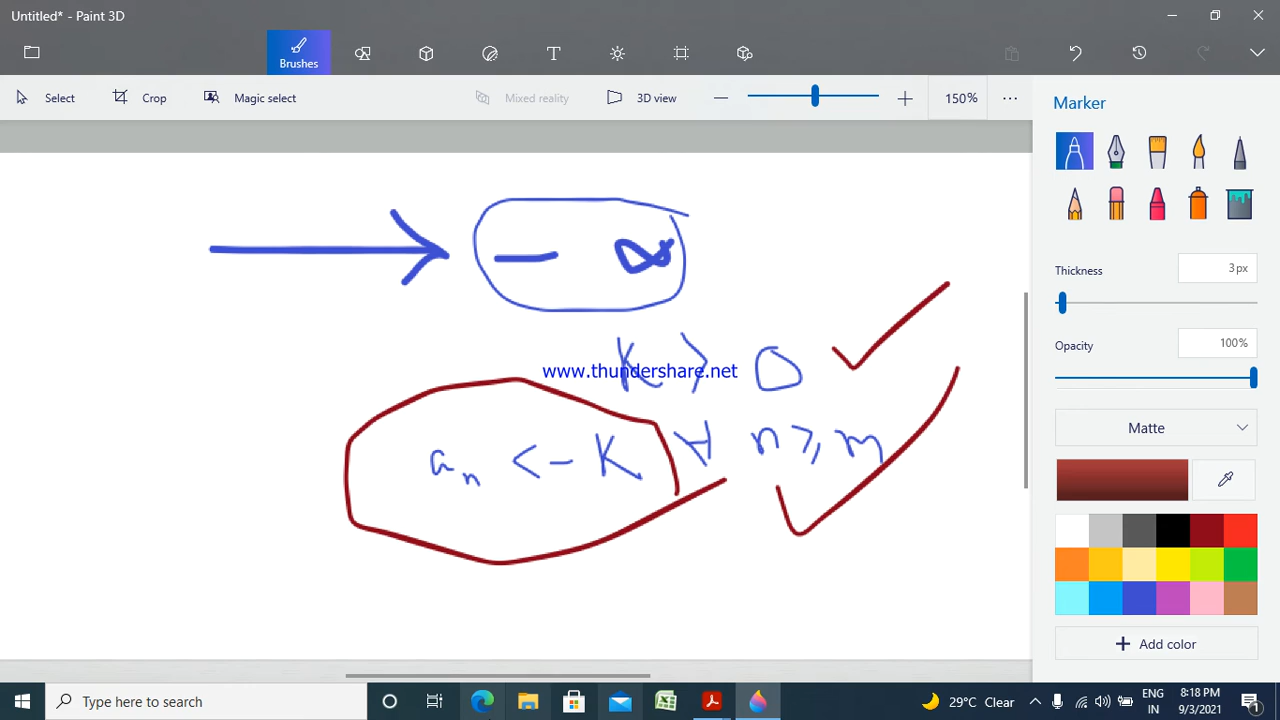 Untitled* - Paint 3D
Brushes
Select
Crop
Magic select
Mixed reality
3D view
150%
Marker
Thickness
3px
Opacity
100%
Matte
Add color
→ - ∞
K > 0
www.thundershare.net
an < - K ∀ n ≥ m
Type here to search
29°C Clear
ENG
IN
8:18 PM
9/3/2021
1